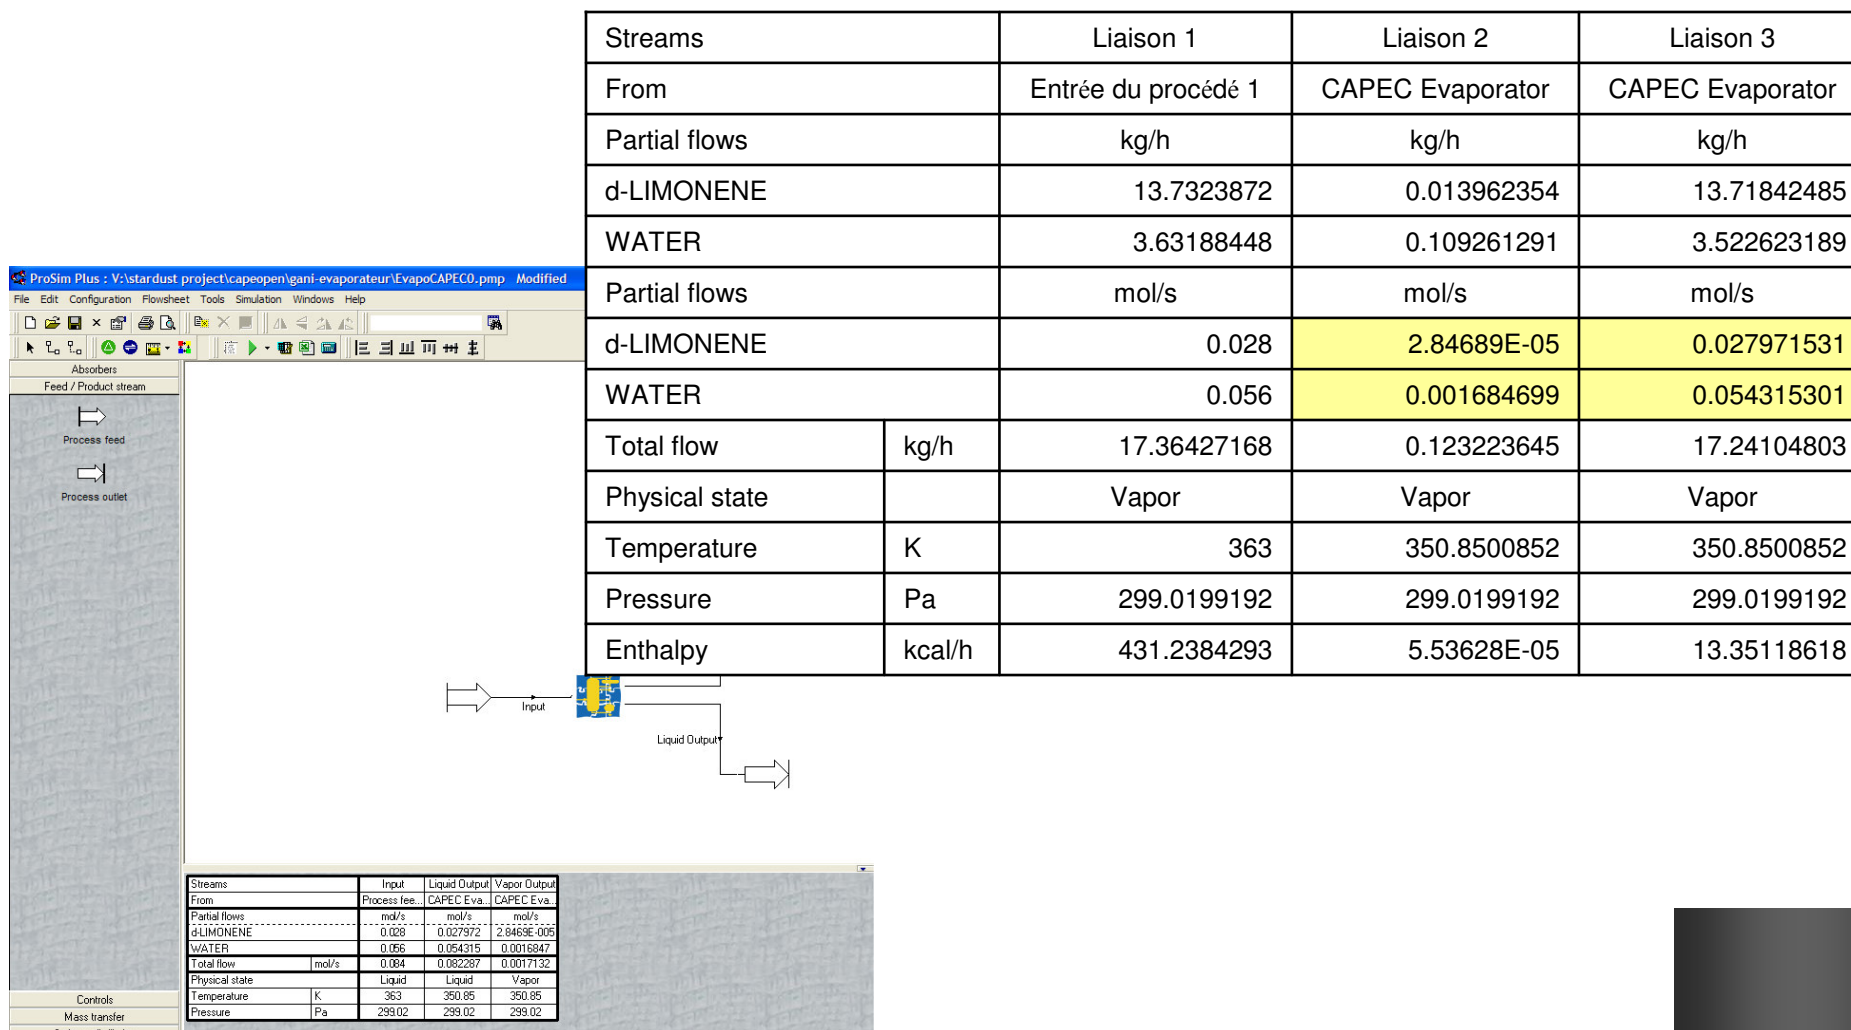 Streams Liaison 1 Liaison 2 Liaison 3
From Entrée du procédé 1 CAPEC Evaporator CAPEC Evaporator
Partial flows kg/h kg/h kg/h
d-LIMONENE 13.7323872 0.013962354 13.71842485
WATER 3.63188448 0.109261291 3.522623189
Partial flows mol/s mol/s mol/s
d-LIMONENE 0.028 2.84689E-05 0.027971531
WATER 0.056 0.001684699 0.054315301
Total flow kg/h 17.36427168 0.123223645 17.24104803
Physical state Vapor Vapor Vapor
Temperature K 363 350.8500852 350.8500852
Pressure Pa 299.0199192 299.0199192 299.0199192
Enthalpy kcal/h 431.2384293 5.53628E-05 13.35118618
ProSim Plus : V:\stardust project\capeopen\gani-evaporateur\EvapoCAPEC0.pmp Modified
File Edit Configuration Flowsheet Tools Simulation Windows Help
Absorbers
Feed / Product stream
Process feed
Process outlet
Input
Liquid Output
Streams Input Liquid Output Vapor Output
From Process fee... CAPEC Eva... CAPEC Eva...
Partial flows mol/s mol/s mol/s
d-LIMONENE 0.028 0.027972 2.8469E-005
WATER 0.056 0.054315 0.0016847
Total flow mol/s 0.084 0.082287 0.0017132
Physical state Liquid Liquid Vapor
Temperature K 363 350.85 350.85
Pressure Pa 299.02 299.02 299.02
Controls
Mass transfer